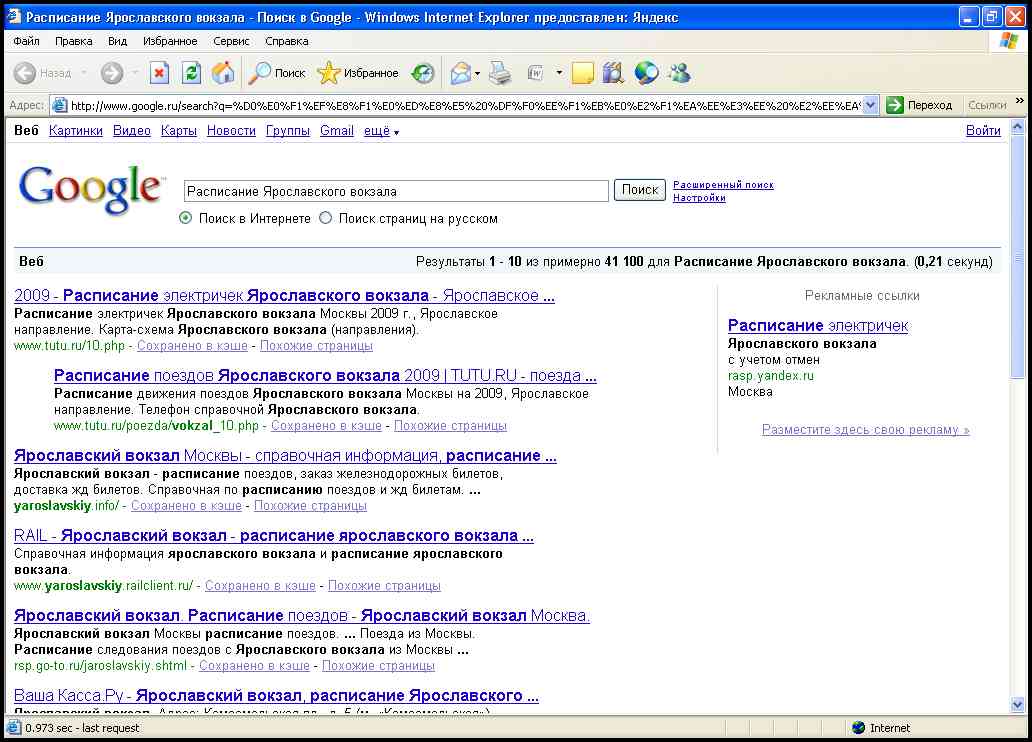 Расписание Ярославского вокзала - Поиск в Google - Windows Internet Explorer предоставлен: Яндекс
Файл Правка Вид Избранное Сервис Справка
Назад Поиск Избранное
Адрес: http://www.google.ru/search?q=%D0%E0%F1%EF%E8%F1%E0%ED%E8%E5%20%DF%F0%EE%F1%EB%E0%E2%F1%EA%EE%E3%EE%20%E2%EE%EA% Переход Ссылки »
Веб Картинки Видео Карты Новости Группы Gmail ещё Войти
Google™
Расписание Ярославского вокзала Поиск Расширенный поиск
Настройки
Поиск в Интернете Поиск страниц на русском
Веб Результаты 1 - 10 из примерно 41 100 для Расписание Ярославского вокзала. (0,21 секунд)
2009 - Расписание электричек Ярославского вокзала - Ярославское ...
Расписание электричек Ярославского вокзала Москвы 2009 г., Ярославское
направление. Карта-схема Ярославского вокзала (направления).
www.tutu.ru/10.php - Сохранено в кэше - Похожие страницы
Расписание поездов Ярославского вокзала 2009 | TUTU.RU - поезда ...
Расписание движения поездов Ярославского вокзала Москвы на 2009, Ярославское
направление. Телефон справочной Ярославского вокзала.
www.tutu.ru/poezda/vokzal_10.php - Сохранено в кэше - Похожие страницы
Ярославский вокзал Москвы - справочная информация, расписание ...
Ярославский вокзал - расписание поездов, заказ железнодорожных билетов,
доставка жд билетов. Справочная по расписанию поездов и жд билетам. ...
yaroslavskiy.info/ - Сохранено в кэше - Похожие страницы
RAIL - Ярославский вокзал - расписание ярославского вокзала ...
Справочная информация ярославского вокзала и расписание ярославского
вокзала.
www.yaroslavskiy.railclient.ru/ - Сохранено в кэше - Похожие страницы
Ярославский вокзал. Расписание поездов - Ярославский вокзал Москва.
Ярославский вокзал Москвы расписание поездов. ... Поезда из Москвы.
Расписание следования поездов с Ярославского вокзала из Москвы ...
rsp.go-to.ru/jaroslavskiy.shtml - Сохранено в кэше - Похожие страницы
Ваша Касса.Ру - Ярославский вокзал, расписание Ярославского ...
Ярославский вокзал. Адрес: Комсомольская пл., д. 5 (м. «Комсомольская»)
Рекламные ссылки
Расписание электричек
Ярославского вокзала
с учетом отмен
rasp.yandex.ru
Москва
Разместите здесь свою рекламу »
0.973 sec - last request Internet